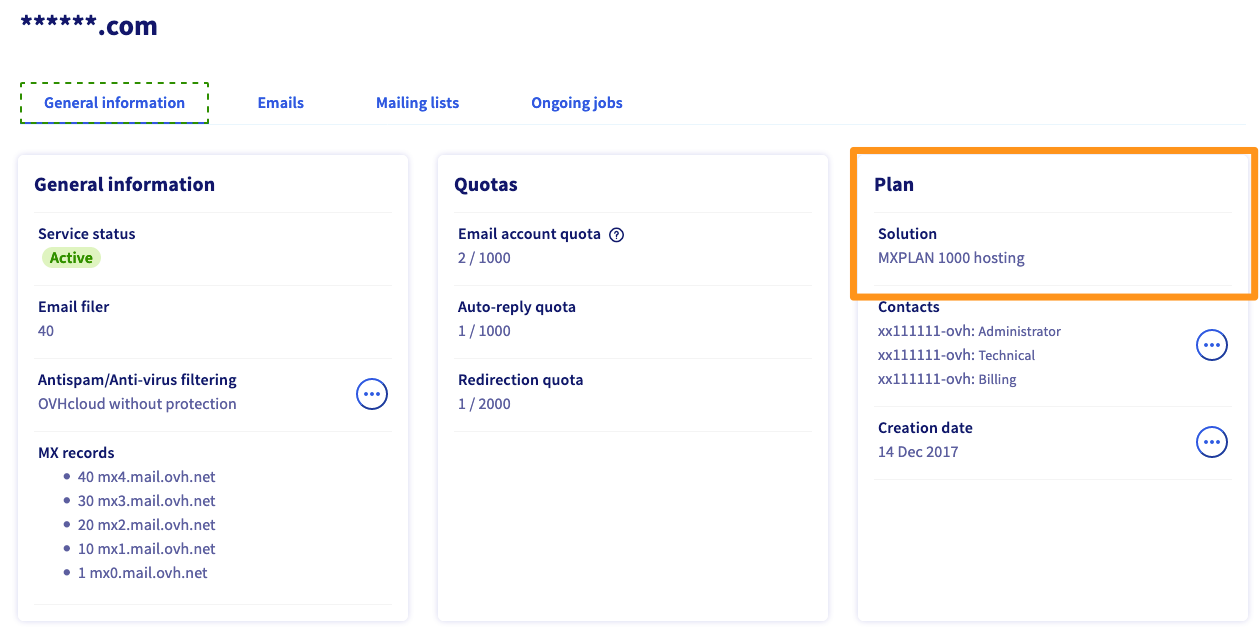 ******.com
General information
Emails
Mailing lists
Ongoing jobs
General information
Service status
Active
Email filer
40
Antispam/Anti-virus filtering
OVHcloud without protection
MX records
40 mx4.mail.ovh.net
30 mx3.mail.ovh.net
20 mx2.mail.ovh.net
10 mx1.mail.ovh.net
1 mx0.mail.ovh.net
Quotas
Email account quota ?
2 / 1000
Auto-reply quota
1 / 1000
Redirection quota
1 / 2000
Plan
Solution
MXPLAN 1000 hosting
Contacts
xx111111-ovh: Administrator
xx111111-ovh: Technical
xx111111-ovh: Billing
Creation date
14 Dec 2017